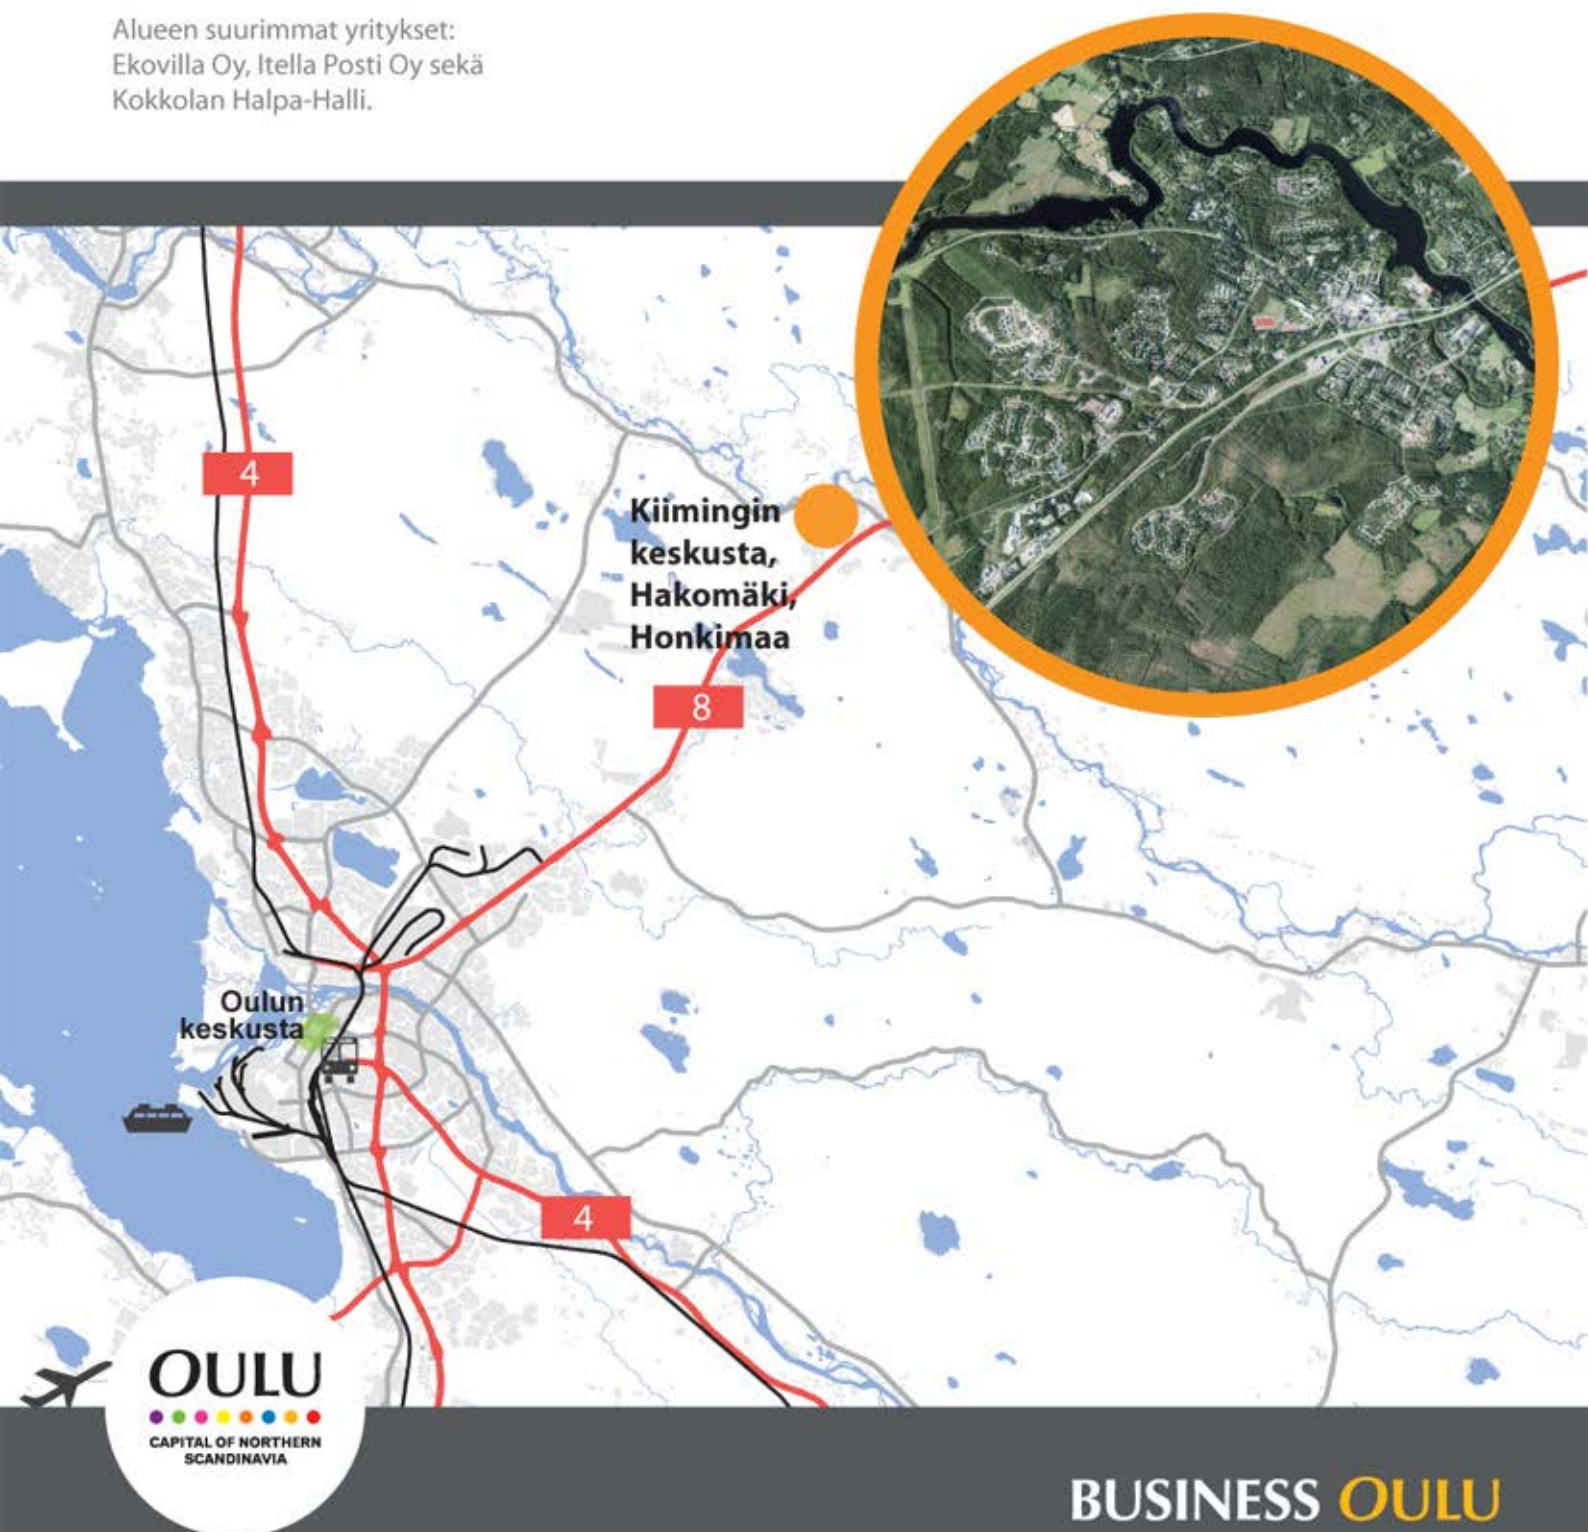 Alueen suurimmat yritykset:
Ekovilla Oy, Itella Posti Oy sekä
Kokkolan Halpa-Halli.
4
Kiimingin
keskusta,
Hakomäki,
Honkimaa
8
Oulun
keskusta
4
OULU
CAPITAL OF NORTHERN
SCANDINAVIA
BUSINESS OULU